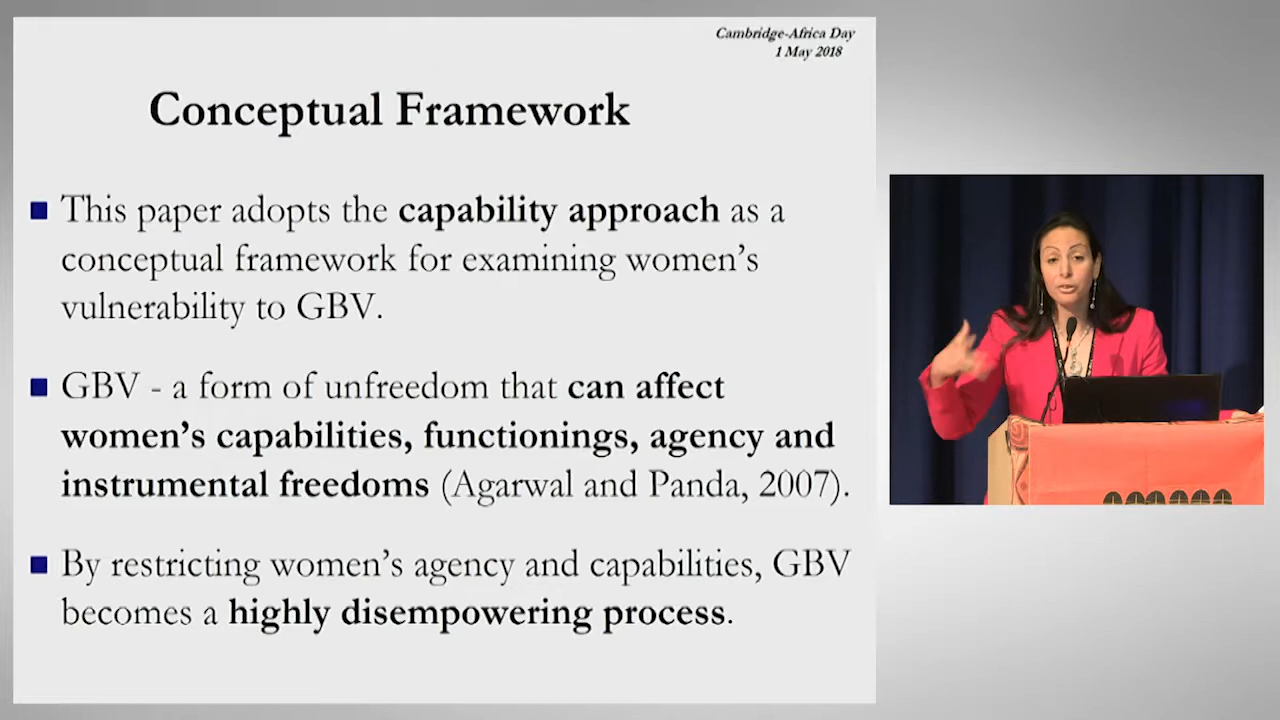 Cambridge-Africa Day
1 May 2018
Conceptual Framework
This paper adopts the capability approach as a
conceptual framework for examining women's
vulnerability to GBV.
GBV - a form of unfreedom that can affect
women's capabilities, functionings, agency and
instrumental freedoms (Agarwal and Panda, 2007).
By restricting women's agency and capabilities, GBV
becomes a highly disempowering process.